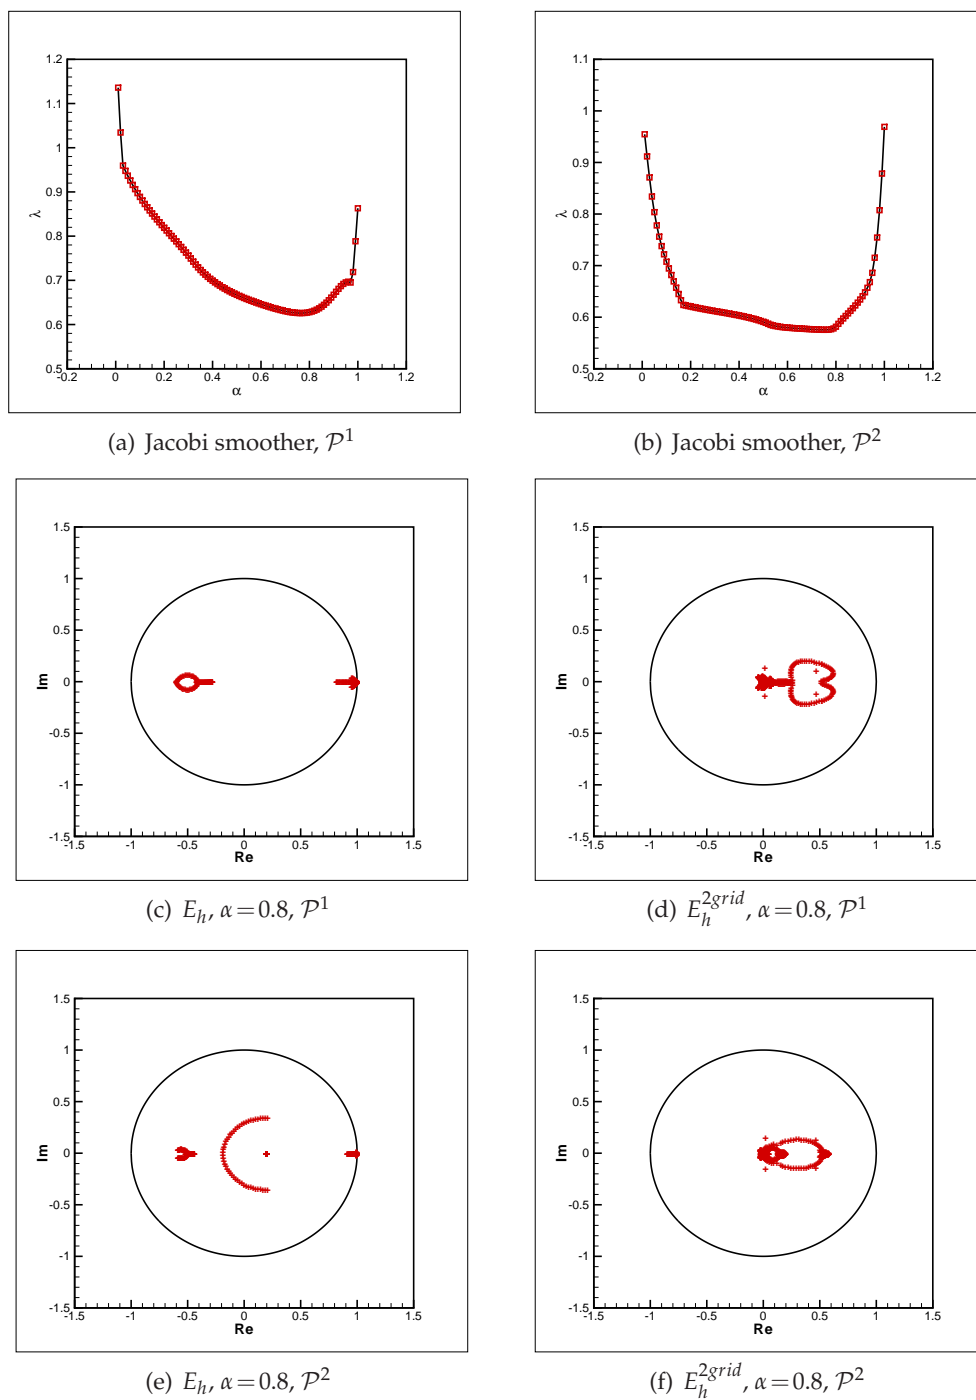 1.2
1.1
1
0.9
0.8
0.7
0.6
0.5
λ
-0.2 0 0.2 0.4 0.6 0.8 1 1.2
α
(a) Jacobi smoother, 𝒫¹
1.1
1
0.9
0.8
0.7
0.6
0.5
λ
-0.2 0 0.2 0.4 0.6 0.8 1 1.2
α
(b) Jacobi smoother, 𝒫²
1.5
1
0.5
0
-0.5
-1
-1.5
Im
-1.5 -1 -0.5 0 0.5 1 1.5
Re
(c) E_h, α=0.8, 𝒫¹
1.5
1
0.5
0
-0.5
-1
-1.5
Im
-1.5 -1 -0.5 0 0.5 1 1.5
Re
(d) E_h^{2grid}, α=0.8, 𝒫¹
1.5
1
0.5
0
-0.5
-1
-1.5
Im
-1.5 -1 -0.5 0 0.5 1 1.5
Re
(e) E_h, α=0.8, 𝒫²
1.5
1
0.5
0
-0.5
-1
-1.5
Im
-1.5 -1 -0.5 0 0.5 1 1.5
Re
(f) E_h^{2grid}, α=0.8, 𝒫²